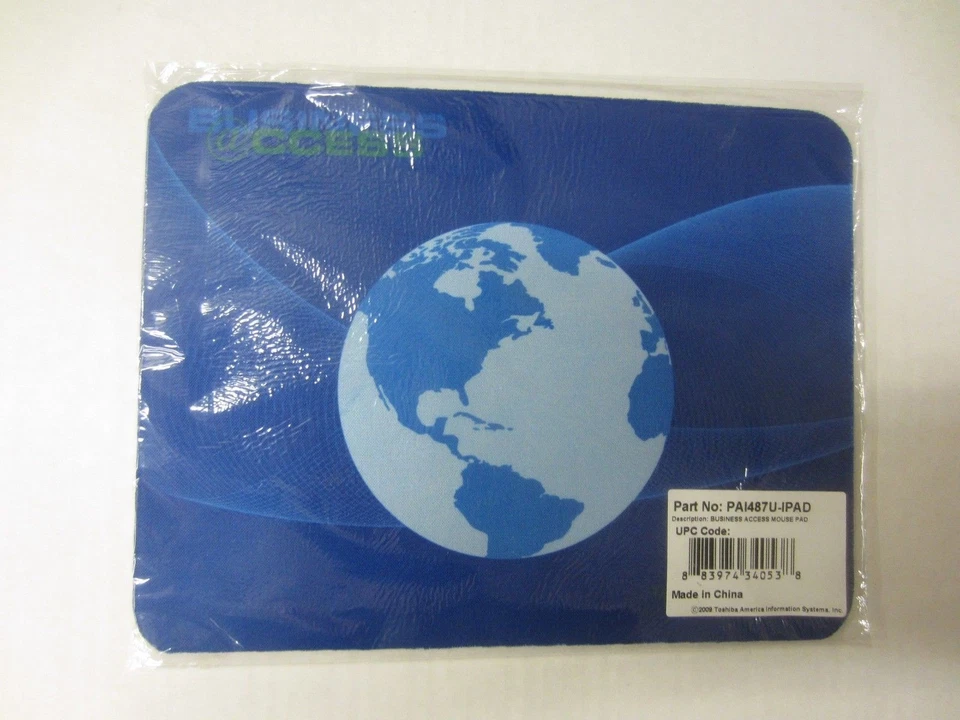 BUSINESS
@CCESS
Part No: PAI487U-IPAD
Description: BUSINESS ACCESS MOUSE PAD
UPC Code:
8 83974 34053 8
Made in China
©2009 Toshiba America Information Systems, Inc.